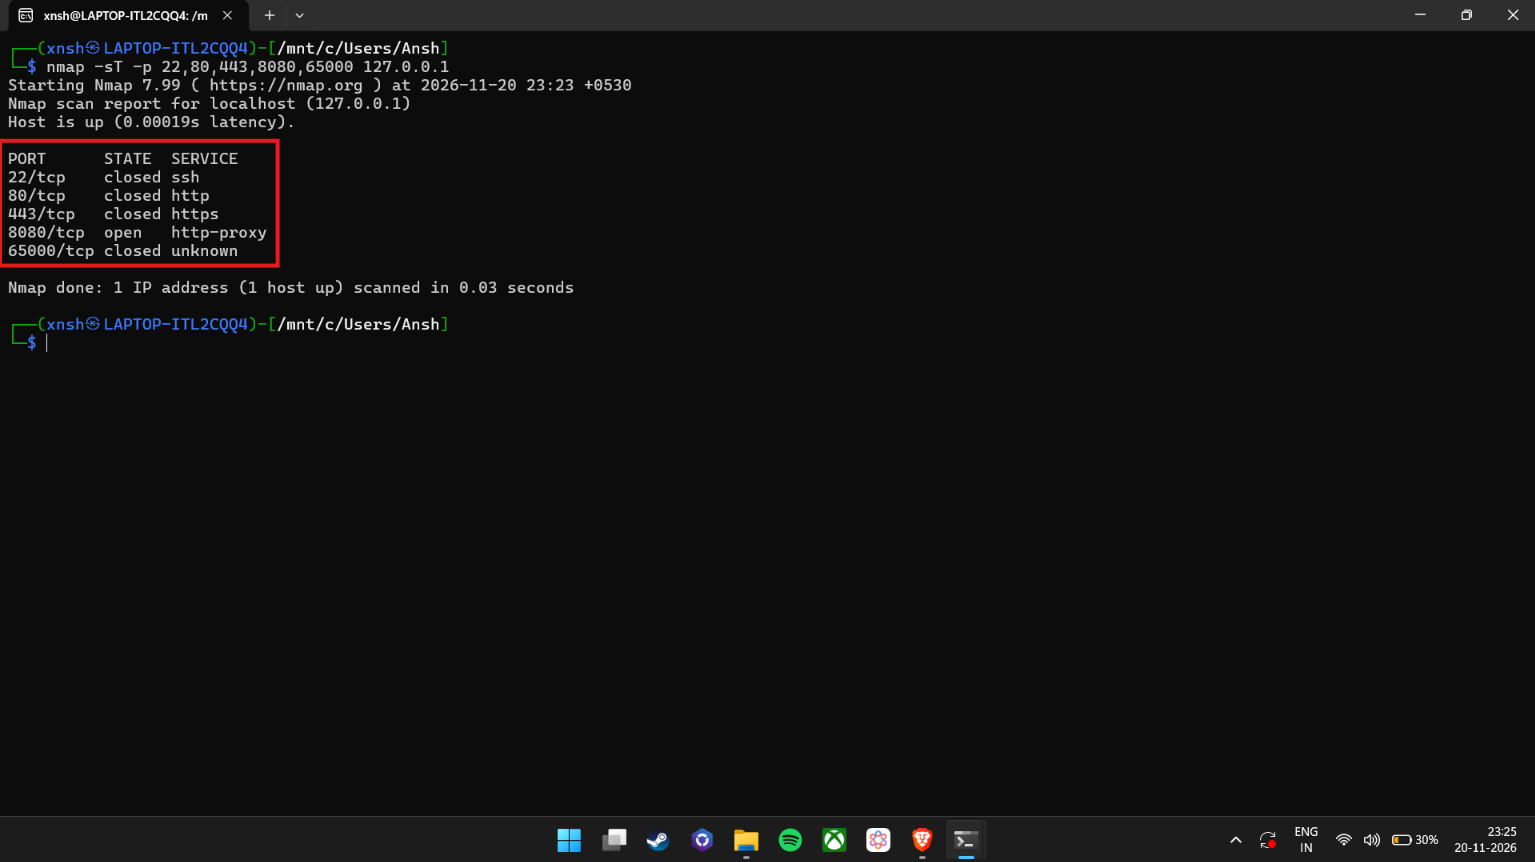 xnsh@LAPTOP-ITL2CQQ4: /m
┌──(xnsh㉿LAPTOP-ITL2CQQ4)-[/mnt/c/Users/Ansh]
└─$ nmap -sT -p 22,80,443,8080,65000 127.0.0.1
Starting Nmap 7.99 ( https://nmap.org ) at 2026-11-20 23:23 +0530
Nmap scan report for localhost (127.0.0.1)
Host is up (0.00019s latency).
PORT      STATE  SERVICE
22/tcp    closed ssh
80/tcp    closed http
443/tcp   closed https
8080/tcp  open   http-proxy
65000/tcp closed unknown
Nmap done: 1 IP address (1 host up) scanned in 0.03 seconds
┌──(xnsh㉿LAPTOP-ITL2CQQ4)-[/mnt/c/Users/Ansh]
└─$
ENG
IN
30%
23:25
20-11-2026